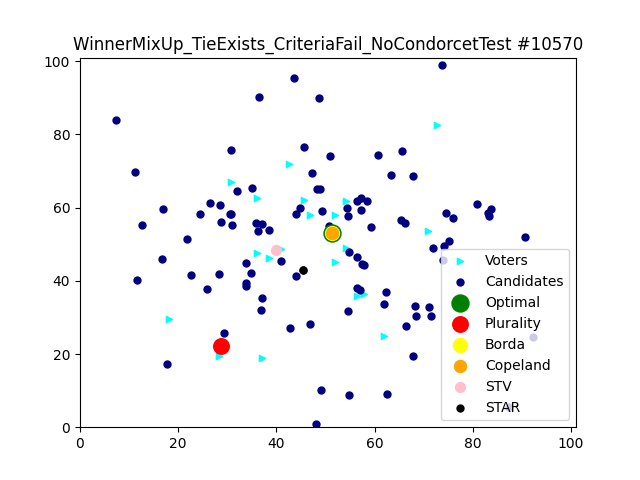 WinnerMixUp_TieExists_CriteriaFail_NoCondorcetTest #10570
100
80
60
40
20
0
0 20 40 60 80 100
Voters
Candidates
Optimal
Plurality
Borda
Copeland
STV
STAR